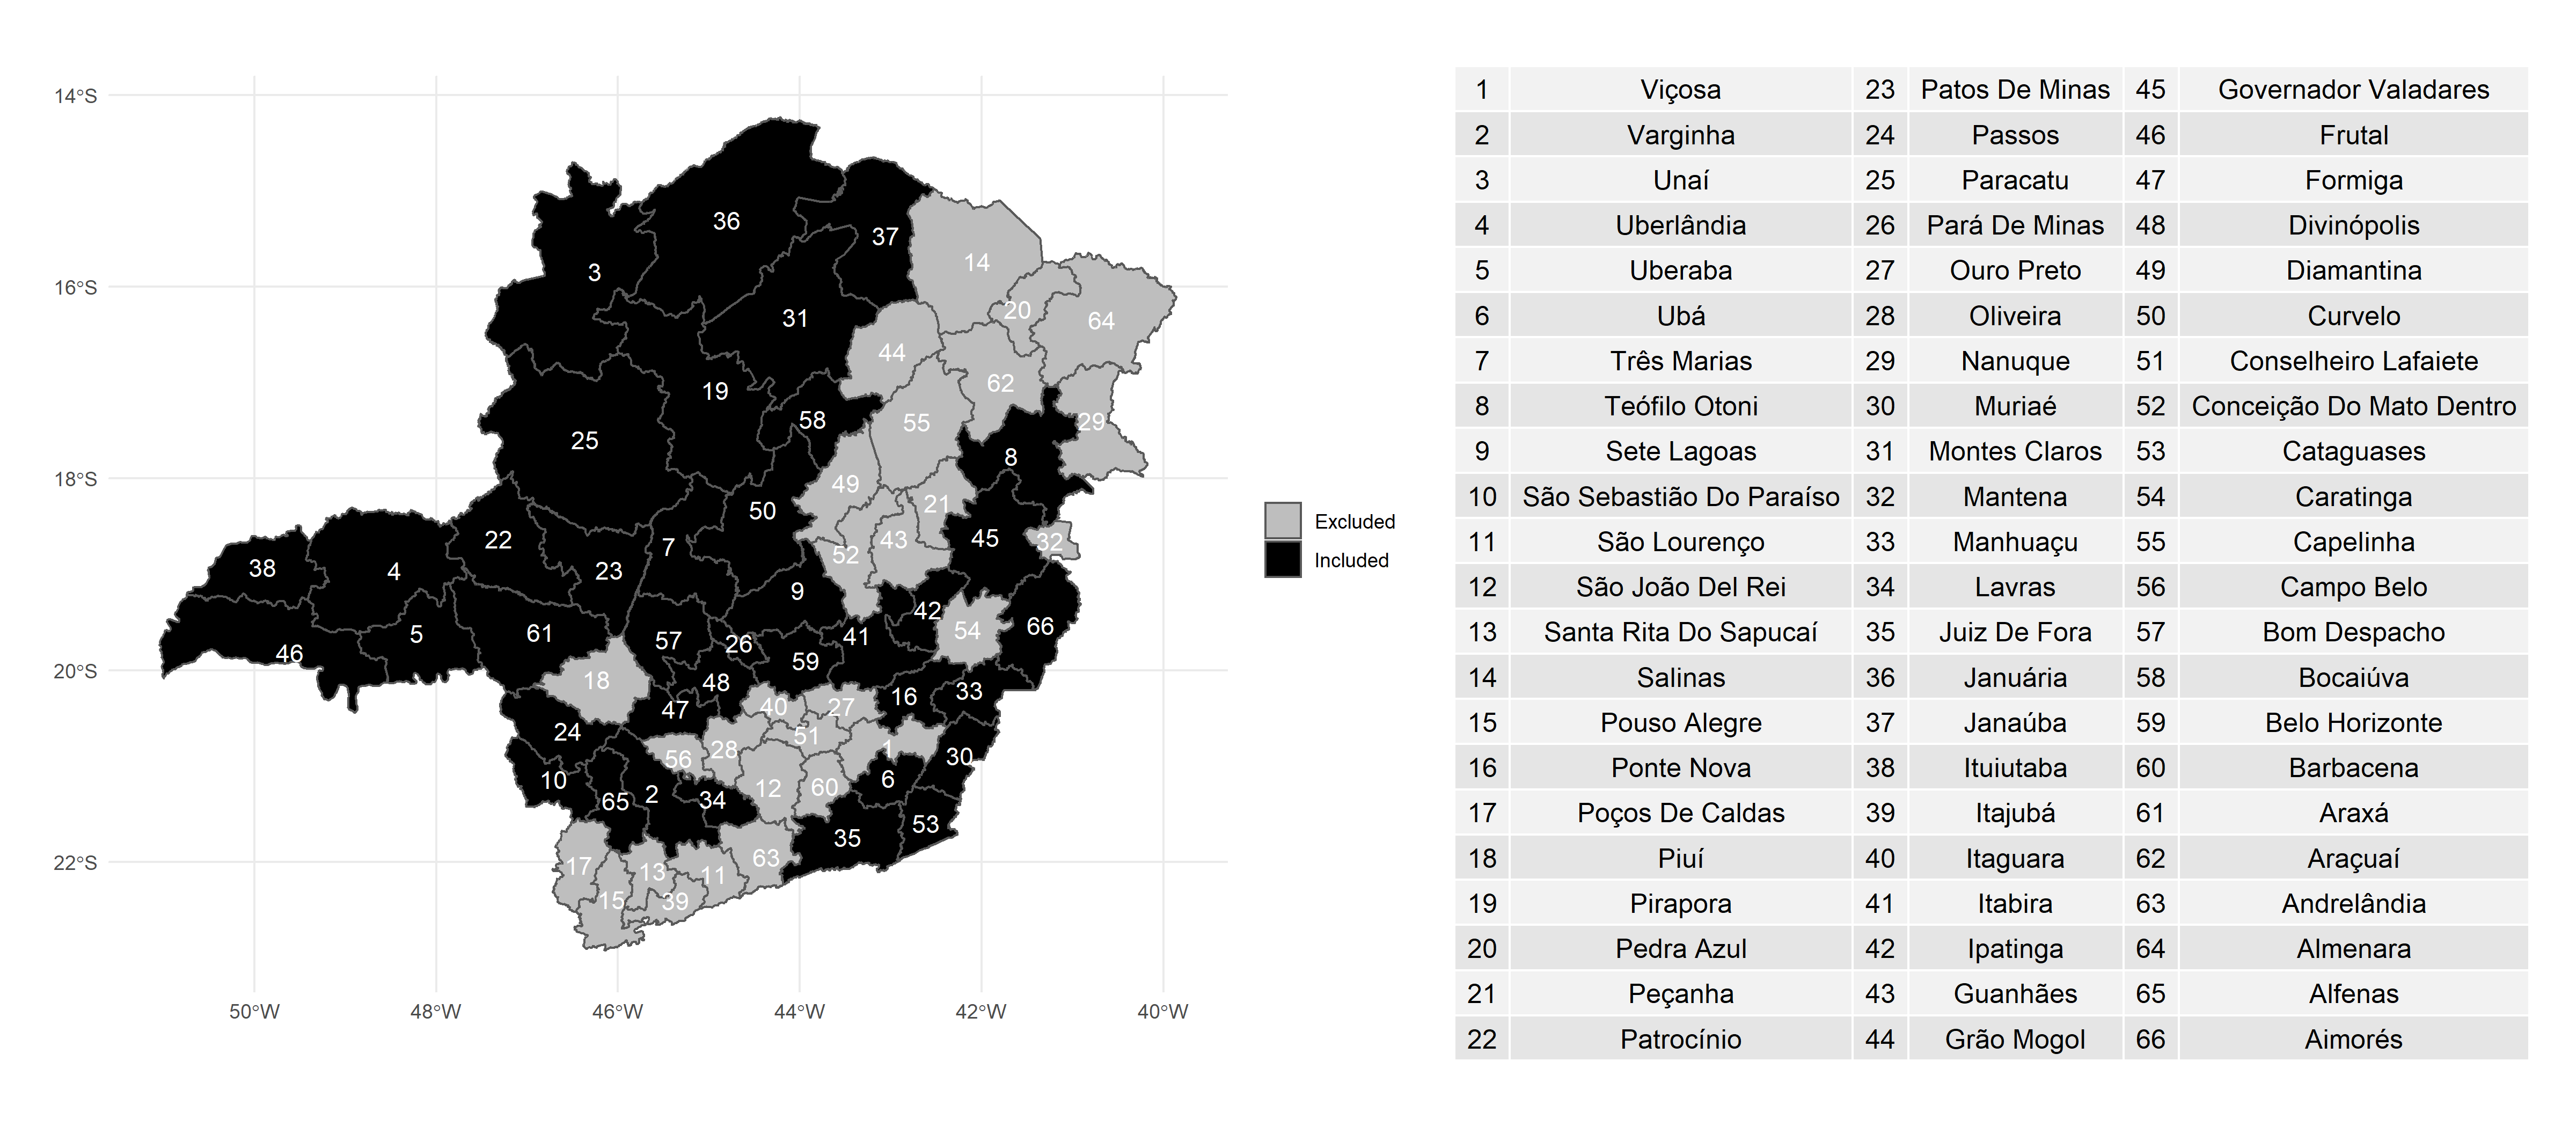 14°S
16°S
18°S
20°S
22°S
50°W 48°W 46°W 44°W 42°W 40°W
36
37
3
14
31
20
64
44
19
62
58
55
29
25
8
49
50
21
22
45
7
43
32
52
38
4
23
9
42
5
61
57
26
41
54
66
46
59
18
48
16
33
47
40
27
24
51
28
1
56
30
10
65
2
34
12
60
6
35
53
17
13
11
63
15
39
Excluded
Included
1 Viçosa 23 Patos De Minas 45 Governador Valadares
2 Varginha 24 Passos 46 Frutal
3 Unaí 25 Paracatu 47 Formiga
4 Uberlândia 26 Pará De Minas 48 Divinópolis
5 Uberaba 27 Ouro Preto 49 Diamantina
6 Ubá 28 Oliveira 50 Curvelo
7 Três Marias 29 Nanuque 51 Conselheiro Lafaiete
8 Teófilo Otoni 30 Muriaé 52 Conceição Do Mato Dentro
9 Sete Lagoas 31 Montes Claros 53 Cataguases
10 São Sebastião Do Paraíso 32 Mantena 54 Caratinga
11 São Lourenço 33 Manhuaçu 55 Capelinha
12 São João Del Rei 34 Lavras 56 Campo Belo
13 Santa Rita Do Sapucaí 35 Juiz De Fora 57 Bom Despacho
14 Salinas 36 Januária 58 Bocaiúva
15 Pouso Alegre 37 Janaúba 59 Belo Horizonte
16 Ponte Nova 38 Ituiutaba 60 Barbacena
17 Poços De Caldas 39 Itajubá 61 Araxá
18 Piuí 40 Itaguara 62 Araçuaí
19 Pirapora 41 Itabira 63 Andrelândia
20 Pedra Azul 42 Ipatinga 64 Almenara
21 Peçanha 43 Guanhães 65 Alfenas
22 Patrocínio 44 Grão Mogol 66 Aimorés